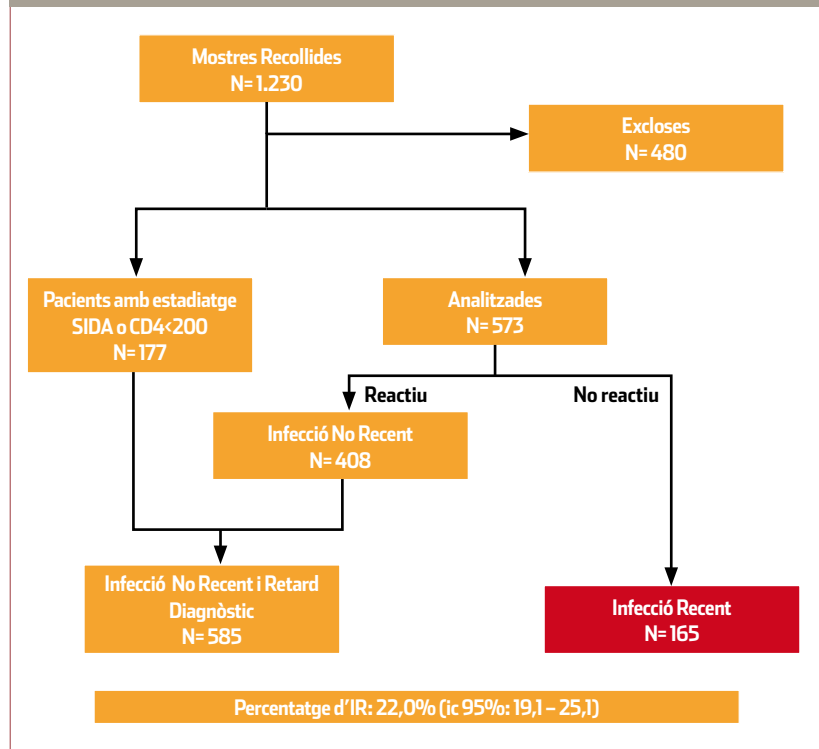 Mostres Recollides
N= 1.230
Excloses
N= 480
Pacients amb estadiatge
SIDA o CD4<200
N= 177
Analitzades
N= 573
Reactiu
No reactiu
Infecció No Recent
N= 408
Infecció No Recent i Retard
Diagnòstic
N= 585
Infecció Recent
N= 165
Percentatge d'IR: 22,0% (ic 95%: 19,1 – 25,1)